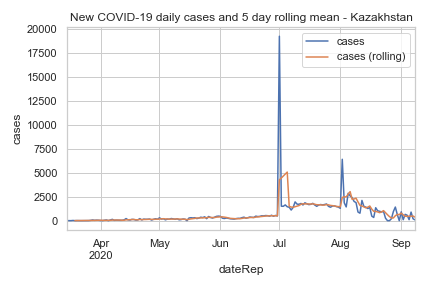 New COVID-19 daily cases and 5 day rolling mean - Kazakhstan
20000
17500
15000
12500
10000
7500
5000
2500
0
cases
cases
cases (rolling)
Apr
2020
May
Jun
Jul
Aug
Sep
dateRep